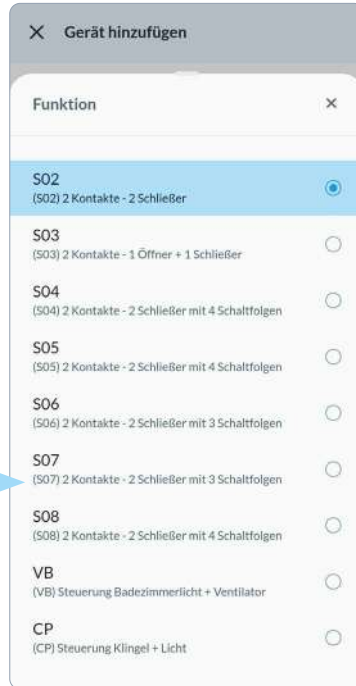 Gerät hinzufügen
Funktion
S02
(S02) 2 Kontakte - 2 Schließer
S03
(S03) 2 Kontakte - 1 Öffner + 1 Schließer
S04
(S04) 2 Kontakte - 2 Schließer mit 4 Schaltfolgen
S05
(S05) 2 Kontakte - 2 Schließer mit 4 Schaltfolgen
S06
(S06) 2 Kontakte - 2 Schließer mit 3 Schaltfolgen
S07
(S07) 2 Kontakte - 2 Schließer mit 3 Schaltfolgen
S08
(S08) 2 Kontakte - 2 Schließer mit 4 Schaltfolgen
VB
(VB) Steuerung Badezimmerlicht + Ventilator
CP
(CP) Steuerung Klingel + Licht